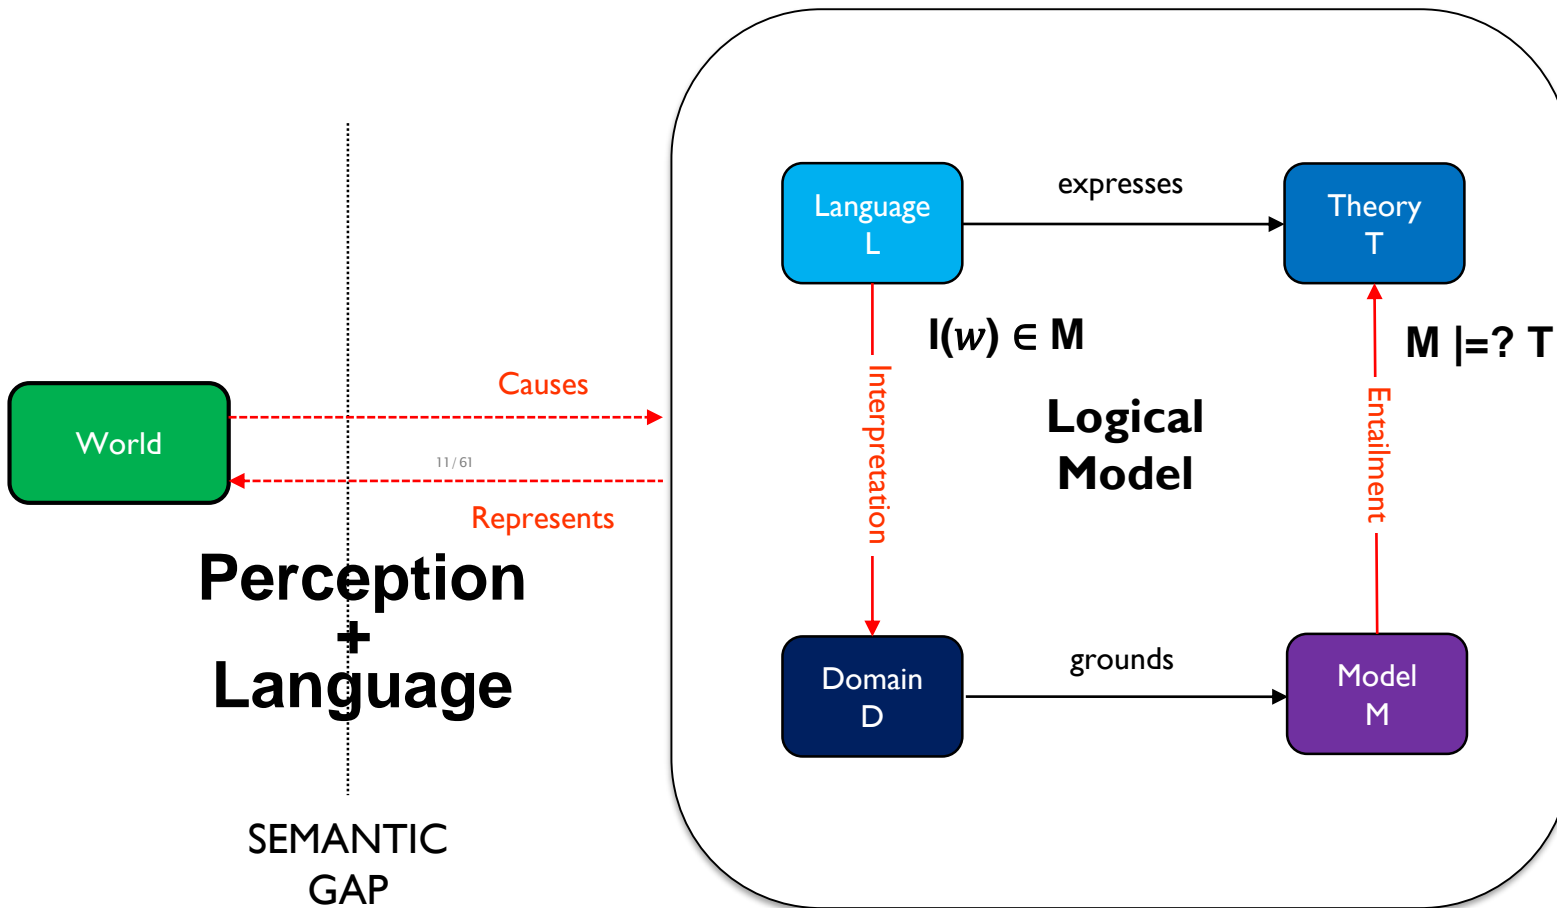 Language
L
expresses
Theory
T
I(w) ∈ M
M |=? T
Causes
World
11/61
Represents
Interpretation
Logical
Model
Entailment
Perception
+
Language
Domain
D
grounds
Model
M
SEMANTIC
GAP